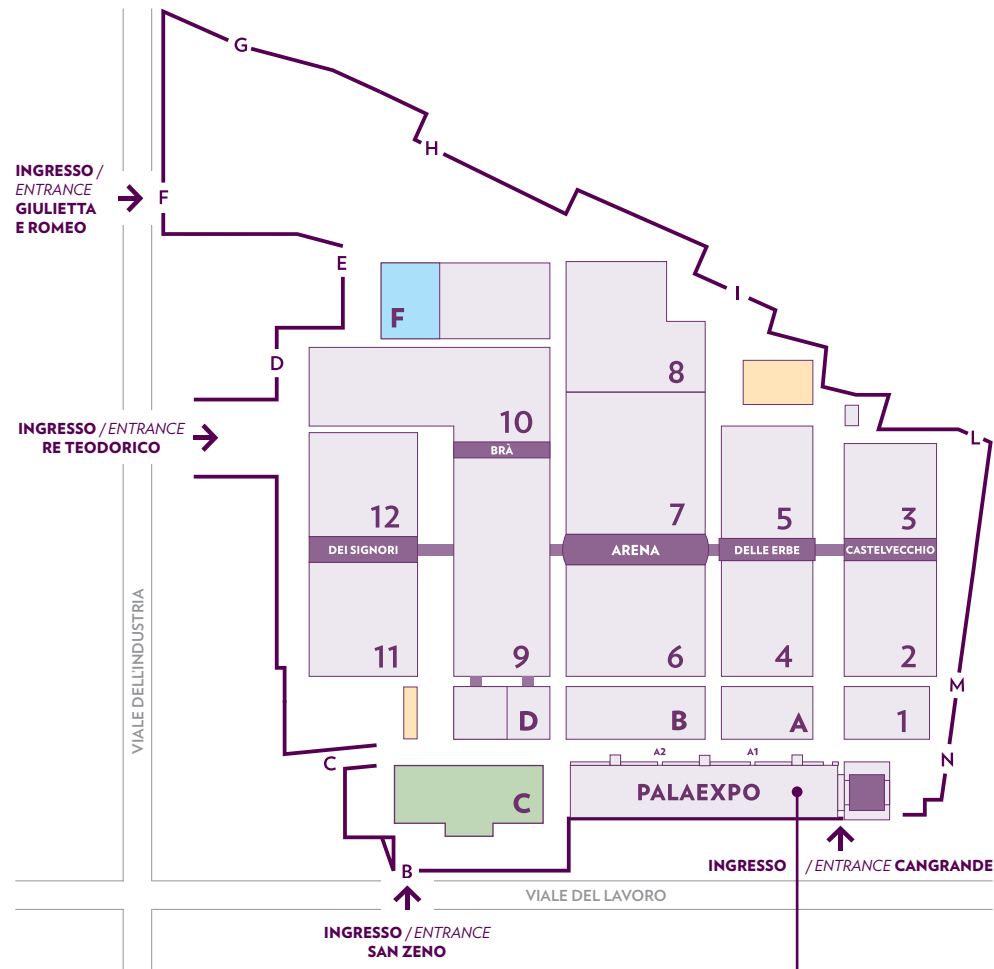 G
H
INGRESSO /
ENTRANCE
GIULIETTA
E ROMEO
F
E
I
F
D
8
10
INGRESSO / ENTRANCE
RE TEODORICO
L
BRÀ
12
7
5
3
DEI SIGNORI
ARENA
DELLE ERBE
CASTELVECCHIO
VIALE DELL'INDUSTRIA
11
9
6
4
2
M
D
B
A
1
C
A2
A1
N
C
PALAEXPO
INGRESSO / ENTRANCE CANGRANDE
B
VIALE DEL LAVORO
INGRESSO / ENTRANCE
SAN ZENO